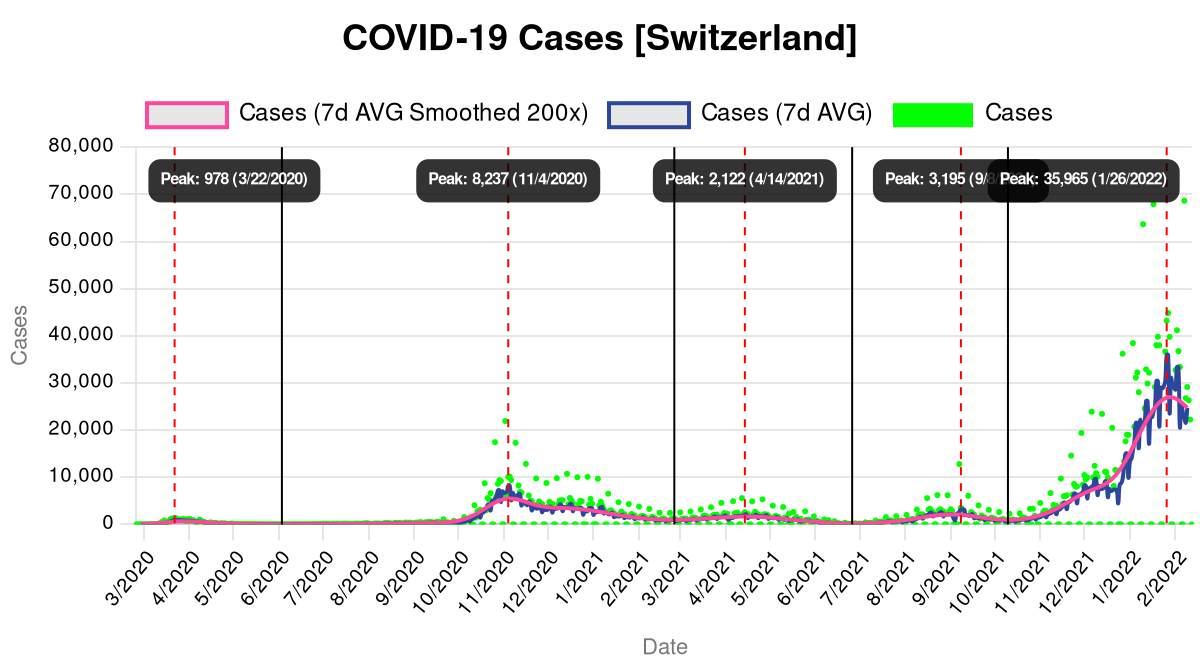 COVID-19 Cases [Switzerland]
Cases (7d AVG Smoothed 200x) Cases (7d AVG) Cases
80,000
70,000
60,000
50,000
40,000
30,000
20,000
10,000
0
Cases
Peak: 978 (3/22/2020) Peak: 8,237 (11/4/2020) Peak: 2,122 (4/14/2021) Peak: 3,195 (9/ Peak: 35,965 (1/26/2022)
3/2020 4/2020 5/2020 6/2020 7/2020 8/2020 9/2020 10/2020 11/2020 12/2020 1/2021 2/2021 3/2021 4/2021 5/2021 6/2021 7/2021 8/2021 9/2021 10/2021 11/2021 12/2021 1/2022 2/2022
Date